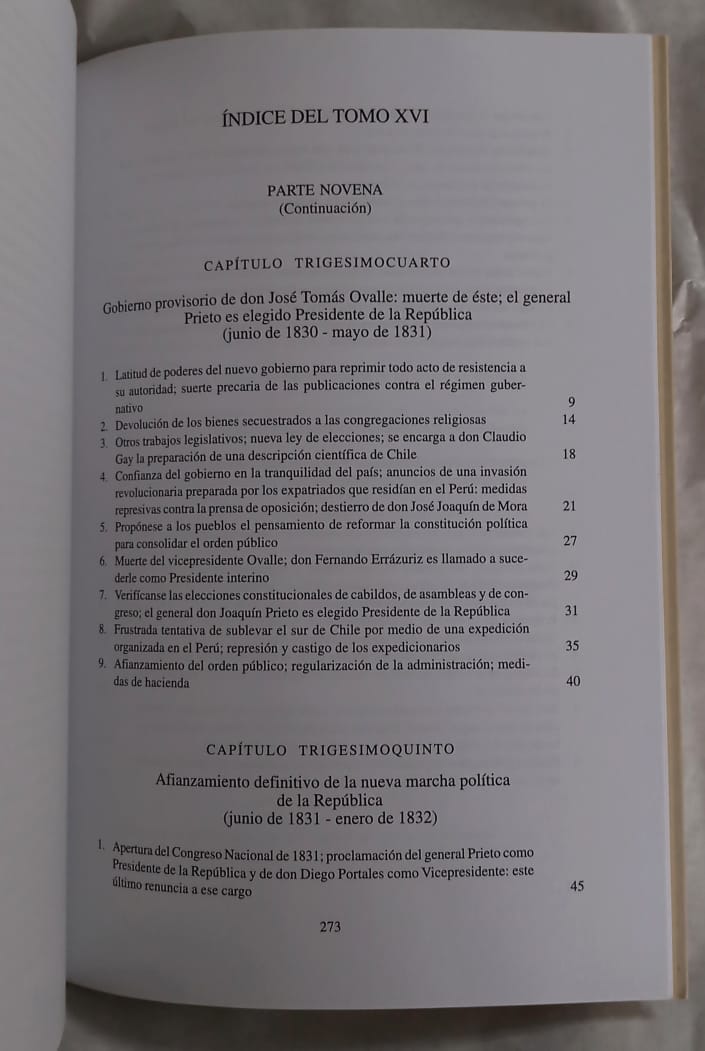 ÍNDICE DEL TOMO XVI
PARTE NOVENA
(Continuación)
CAPÍTULO TRIGESIMOCUARTO
Gobierno provisorio de don José Tomás Ovalle: muerte de éste; el general
Prieto es elegido Presidente de la República
(junio de 1830 - mayo de 1831)
1. Latitud de poderes del nuevo gobierno para reprimir todo acto de resistencia a
su autoridad; suerte precaria de las publicaciones contra el régimen guber-
nativo 9
2. Devolución de los bienes secuestrados a las congregaciones religiosas 14
3. Otros trabajos legislativos; nueva ley de elecciones; se encarga a don Claudio
Gay la preparación de una descripción científica de Chile 18
4. Confianza del gobierno en la tranquilidad del país; anuncios de una invasión
revolucionaria preparada por los expatriados que residían en el Perú: medidas
represivas contra la prensa de oposición; destierro de don José Joaquín de Mora 21
5. Propónese a los pueblos el pensamiento de reformar la constitución política
para consolidar el orden público 27
6. Muerte del vicepresidente Ovalle; don Fernando Errázuriz es llamado a suce-
derle como Presidente interino 29
7. Verifícanse las elecciones constitucionales de cabildos, de asambleas y de con-
greso; el general don Joaquín Prieto es elegido Presidente de la República 31
8. Frustrada tentativa de sublevar el sur de Chile por medio de una expedición
organizada en el Perú; represión y castigo de los expedicionarios 35
9. Afianzamiento del orden público; regularización de la administración; medi-
das de hacienda 40
CAPÍTULO TRIGESIMOQUINTO
Afianzamiento definitivo de la nueva marcha política
de la República
(junio de 1831 - enero de 1832)
1. Apertura del Congreso Nacional de 1831; proclamación del general Prieto como
Presidente de la República y de don Diego Portales como Vicepresidente: este
último renuncia a ese cargo 45
273